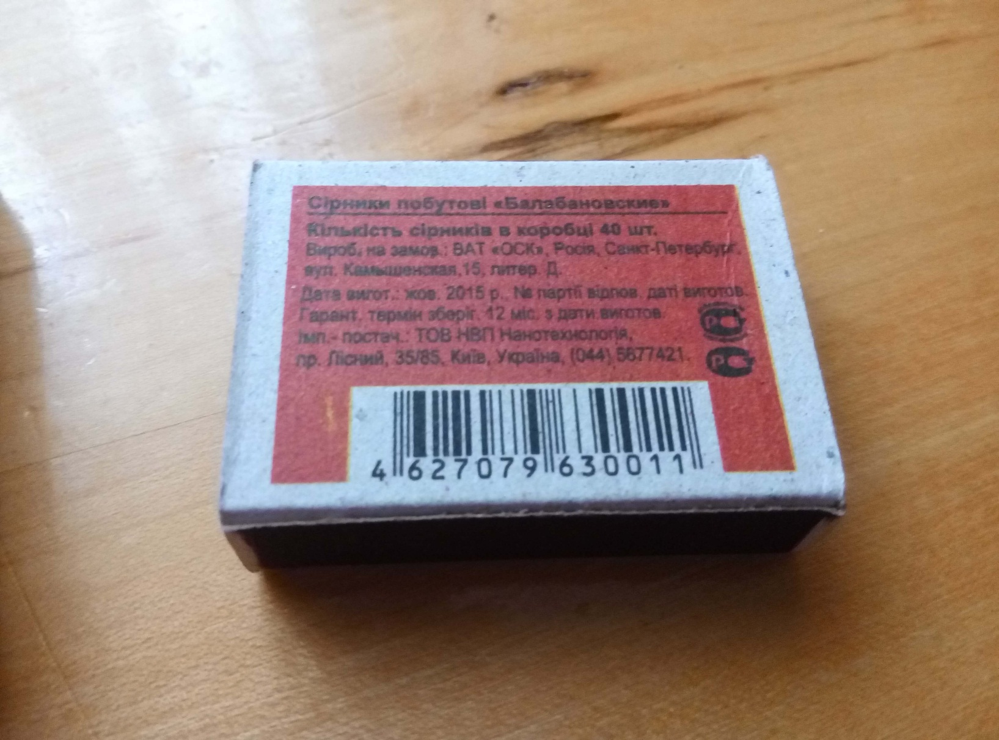 Сірники побутові «Балабановские»
Кількість сірників в коробці 40 шт.
Вироб. на замов.: ВАТ «ОСК», Росія, Санкт-Петербург,
вул. Камышенская,15, литер. Д.
Дата вигот.: жов. 2015 р., № партії відпов. даті виготов.
Гарант. термін зберіг. 12 міс. з дати виготов.
Імп.- постач.: ТОВ НВП Нанотехнологія,
пр. Лісний, 35/85, Київ, Україна, (044) 5677421.
4 627079 630011